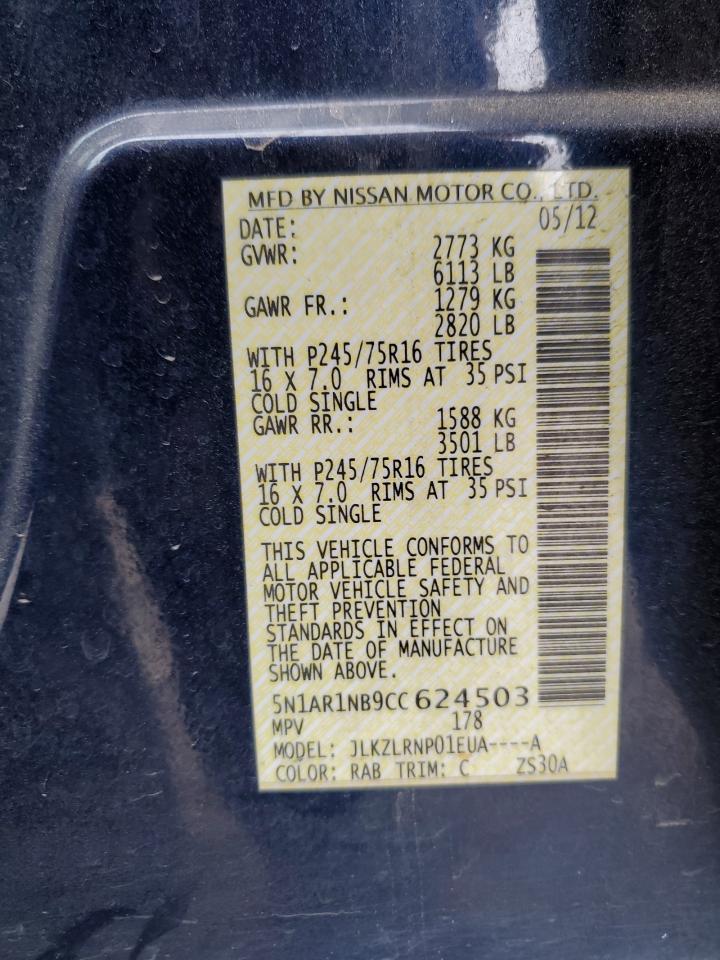 MFD BY NISSAN MOTOR CO., LTD.
DATE: 05/12
GVWR: 2773 KG
6113 LB
GAWR FR.: 1279 KG
2820 LB
WITH P245/75R16 TIRES
16 X 7.0 RIMS AT 35 PSI
COLD SINGLE
GAWR RR.: 1588 KG
3501 LB
WITH P245/75R16 TIRES
16 X 7.0 RIMS AT 35 PSI
COLD SINGLE
THIS VEHICLE CONFORMS TO
ALL APPLICABLE FEDERAL
MOTOR VEHICLE SAFETY AND
THEFT PREVENTION
STANDARDS IN EFFECT ON
THE DATE OF MANUFACTURE
SHOWN ABOVE.
5N1AR1NB9CC624503
MPV 178
MODEL: JLKZLRNP01EUA----A
COLOR: RAB TRIM: C ZS30A